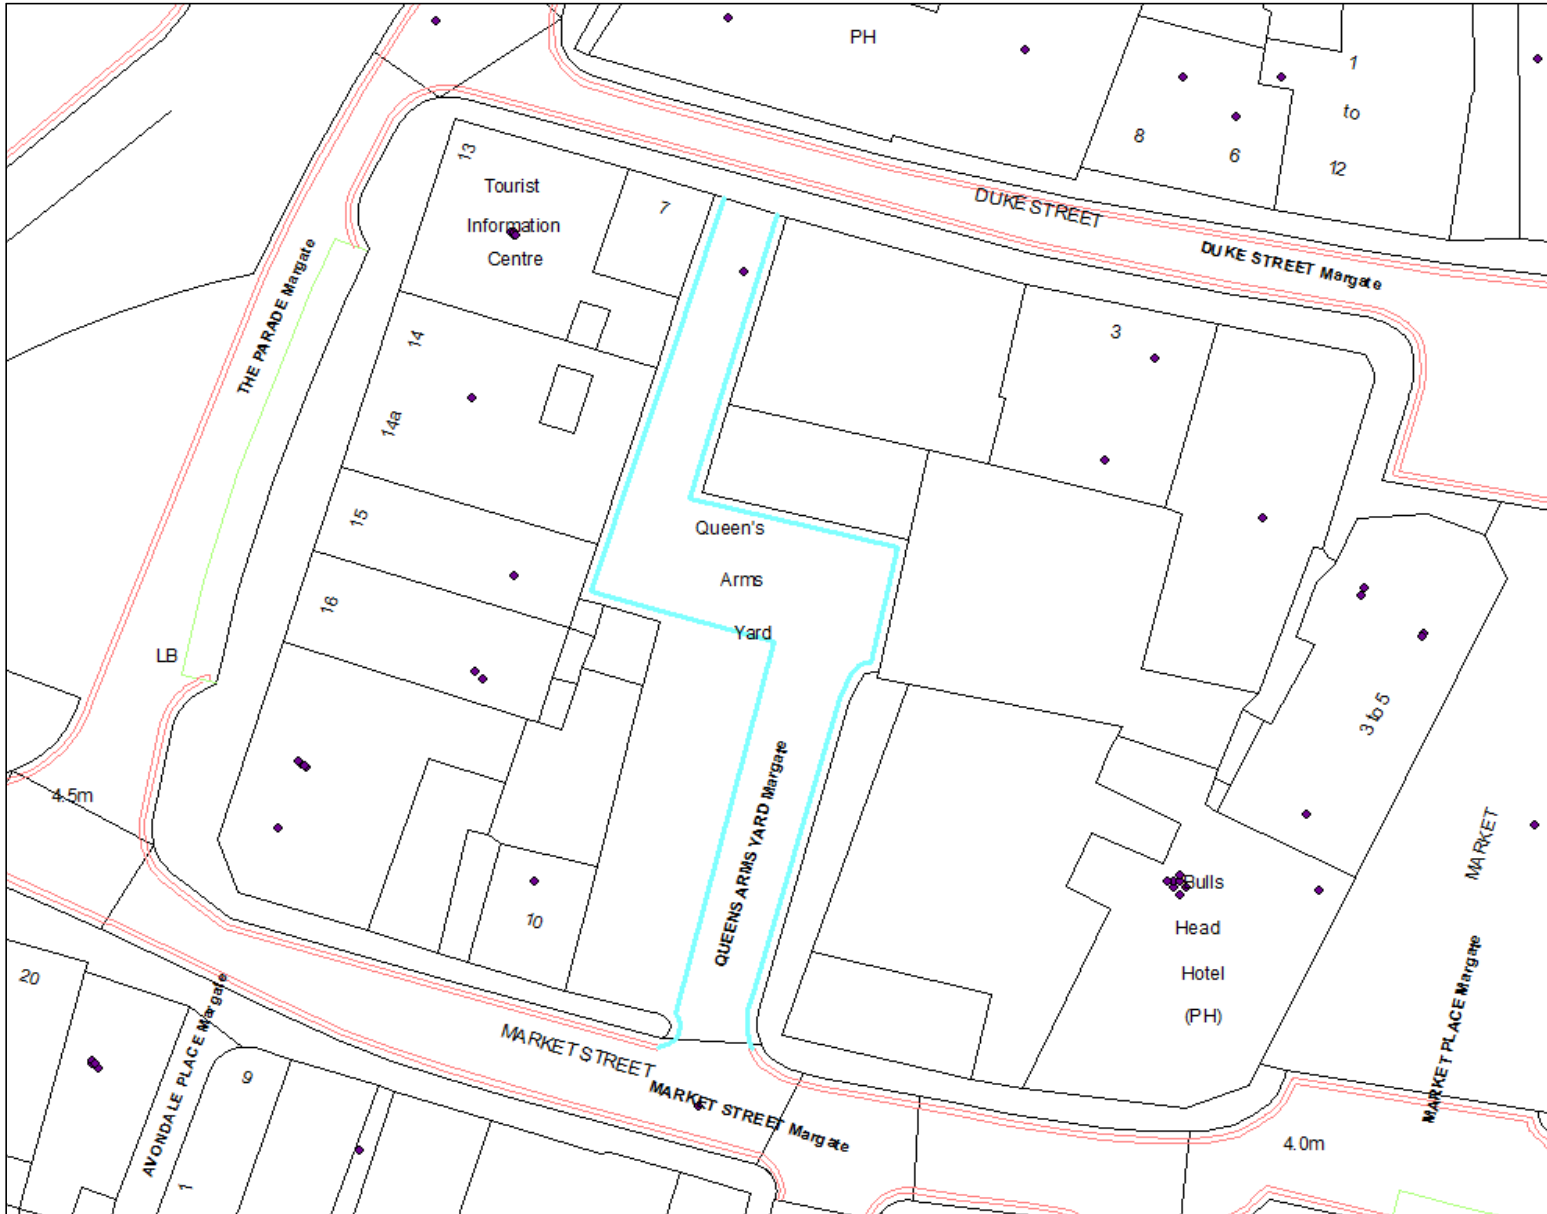 PH
1
to
12
8
6
13
Tourist
Information
Centre
7
DUKE STREET
DUKE STREET Margate
THE PARADE Margate
14
14a
3
15
Queen's
Arms
Yard
16
LB
3 to 5
4.5m
QUEENS ARMS YARD Margate
MARKET
10
Bulls
Head
Hotel
(PH)
20
AVONDALE PLACE Margate
MARKET STREET
MARKET STREET Margate
MARKET PLACE Margate
9
1
4.0m